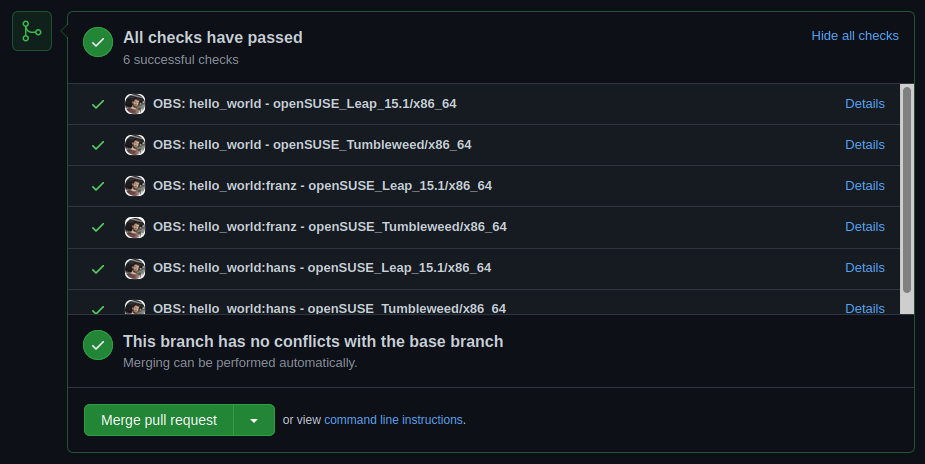 All checks have passed
6 successful checks
Hide all checks
OBS: hello_world - openSUSE_Leap_15.1/x86_64 Details
OBS: hello_world - openSUSE_Tumbleweed/x86_64 Details
OBS: hello_world:franz - openSUSE_Leap_15.1/x86_64 Details
OBS: hello_world:franz - openSUSE_Tumbleweed/x86_64 Details
OBS: hello_world:hans - openSUSE_Leap_15.1/x86_64 Details
OBS: hello_world:hans - openSUSE_Tumbleweed/x86_64 Details
This branch has no conflicts with the base branch
Merging can be performed automatically.
Merge pull request or view command line instructions.